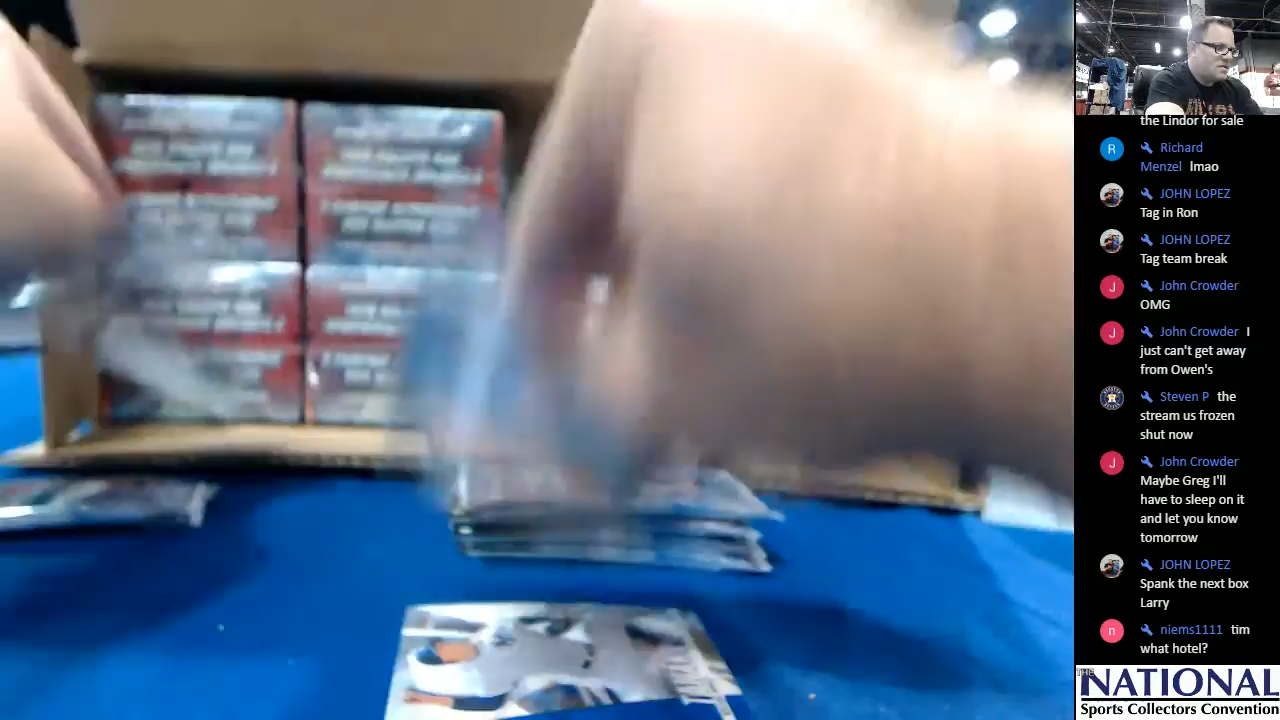 the Lindor for sale
R Richard
Menzel lmao
JOHN LOPEZ
Tag in Ron
JOHN LOPEZ
Tag team break
J John Crowder
OMG
J John Crowder I
just can't get away
from Owen's
Steven P the
stream us frozen
shut now
J John Crowder
Maybe Greg I'll
have to sleep on it
and let you know
tomorrow
JOHN LOPEZ
Spank the next box
Larry
n niems1111 tim
what hotel?
THE
NATIONAL
Sports Collectors Convention